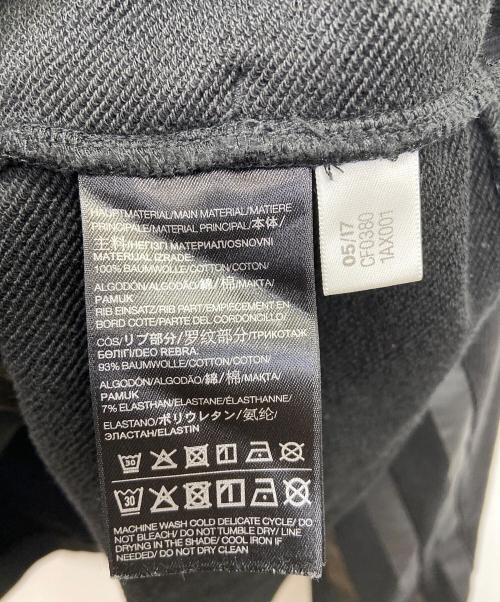 HAUPTMATERIAL/MAIN MATERIAL/MATIERE
PRINCIPALE/MATERIAL PRINCIPAL/本体/
主料/НЕГІЗГІ МАТЕРИАЛ/OSNOVNI
MATERIJAL IZRADE:
100% BAUMWOLLE/COTTON/COTON/
ALGODÓN/ALGODÃO/綿/棉/МАКТА/
PAMUK
RIB EINSATZ/RIB PART/EMPIECEMENT EN
BORD COTE/PARTE DEL CORDONCILLO/
CÓS/リブ部分/罗纹部分/ТРИКОТАЖ
БӨЛІГІ/DEO REBRA:
93% BAUMWOLLE/COTTON/COTON/
ALGODÓN/ALGODÃO/綿/棉/МАҚТА/
PAMUK
7% ELASTHAN/ELASTANE/ÉLASTHANNE/
ELASTANO/ポリウレタン/氨纶/
ЭЛАСТАН/ELASTIN
30
30
MACHINE WASH COLD DELICATE CYCLE/ DO
NOT BLEACH/ DO NOT TUMBLE DRY/ LINE
DRYING IN THE SHADE/ COOL IRON IF
NEEDED/ DO NOT DRY CLEAN
05/17
CF0380
1AX001